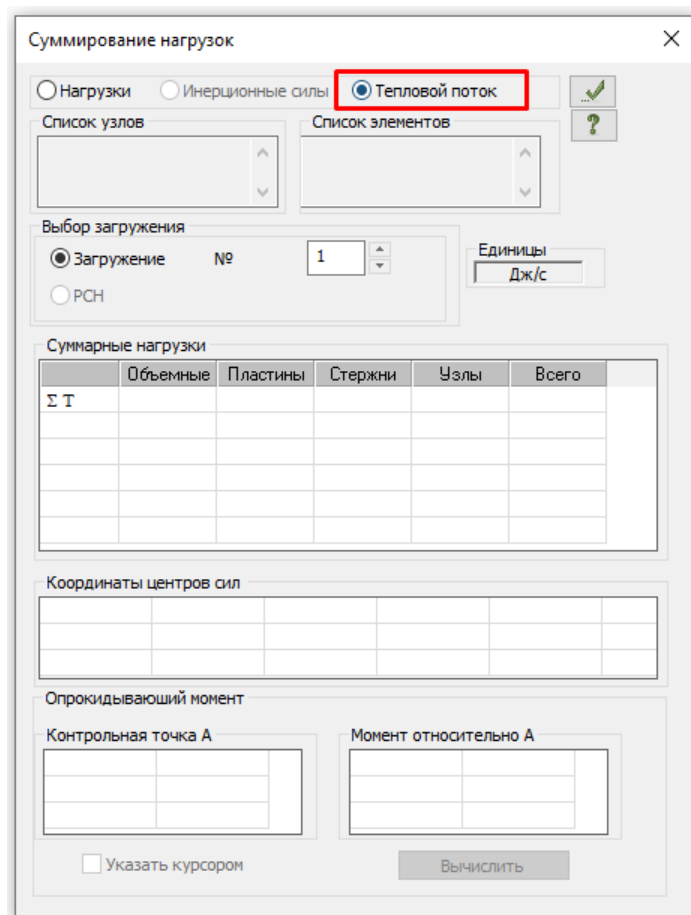 Суммирование нагрузок
Нагрузки Инерционные силы Тепловой поток
Список узлов Список элементов
Выбор загружения
Загружение № 1
РСН
Единицы
Дж/с
Суммарные нагрузки
Объемные Пластины Стержни Узлы Всего
Σ T
Координаты центров сил
Опрокидываюший момент
Контрольная точка А Момент относительно А
Указать курсором Вычислить